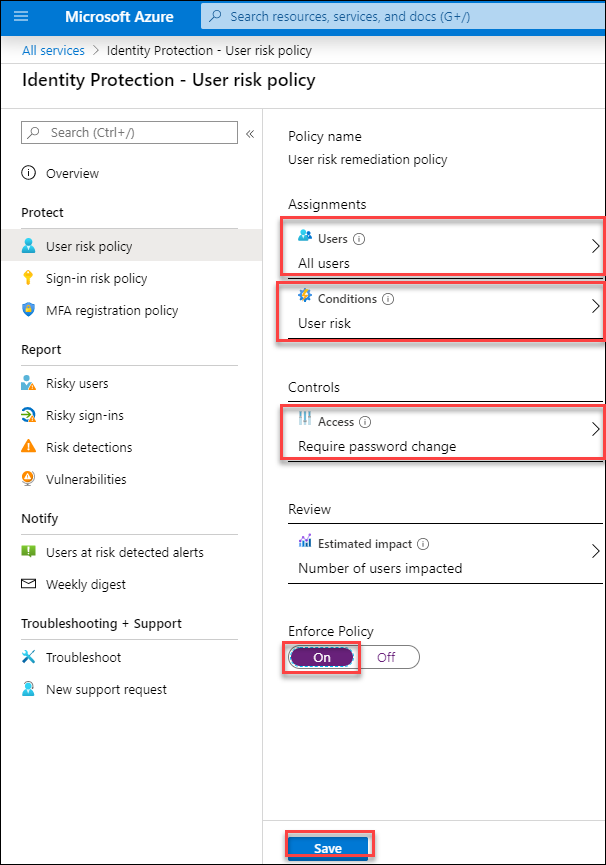 Microsoft Azure
Search resources, services, and docs (G+/)
All services > Identity Protection - User risk policy
Identity Protection - User risk policy
Search (Ctrl+/)
«
Overview
Protect
User risk policy
Sign-in risk policy
MFA registration policy
Report
Risky users
Risky sign-ins
Risk detections
Vulnerabilities
Notify
Users at risk detected alerts
Weekly digest
Troubleshooting + Support
Troubleshoot
New support request
Policy name
User risk remediation policy
Assignments
Users
All users
Conditions
User risk
Controls
Access
Require password change
Review
Estimated impact
Number of users impacted
Enforce Policy
On Off
Save